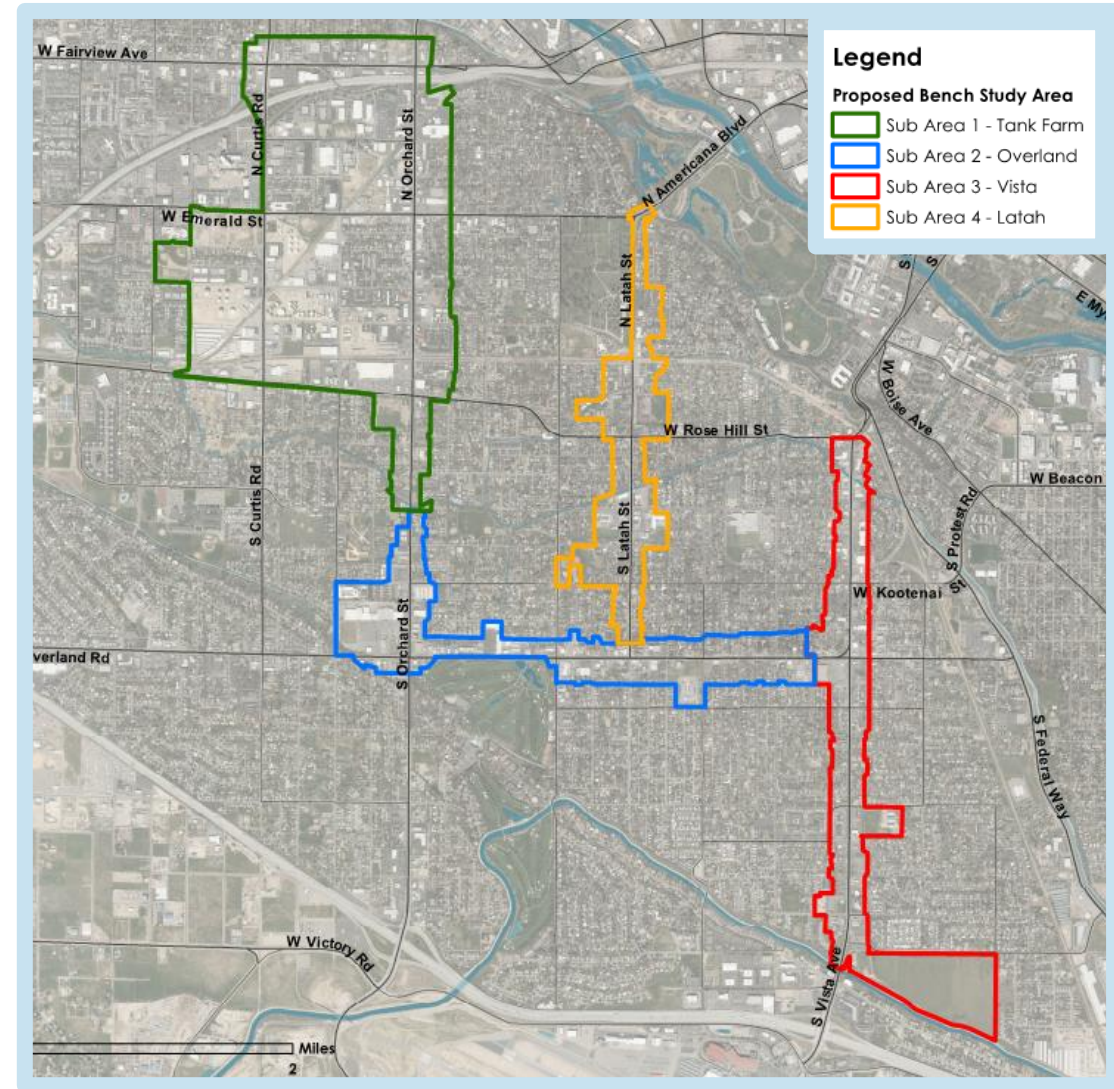 W Fairview Ave
Legend
Proposed Bench Study Area
Sub Area 1 - Tank Farm
Sub Area 2 - Overland
Sub Area 3 - Vista
Sub Area 4 - Latah
N Curtis Rd
N Orchard St
N Americana Blvd
W Emerald St
N Latah St
S
S
E My
W Boise Ave
W Rose Hill St
W Beacon
S Curtis Rd
S Latah St
S Protest Rd
W Kootenai St
S Orchard St
verland Rd
S Federal Way
W Victory Rd
S Vista Ave
Miles
2